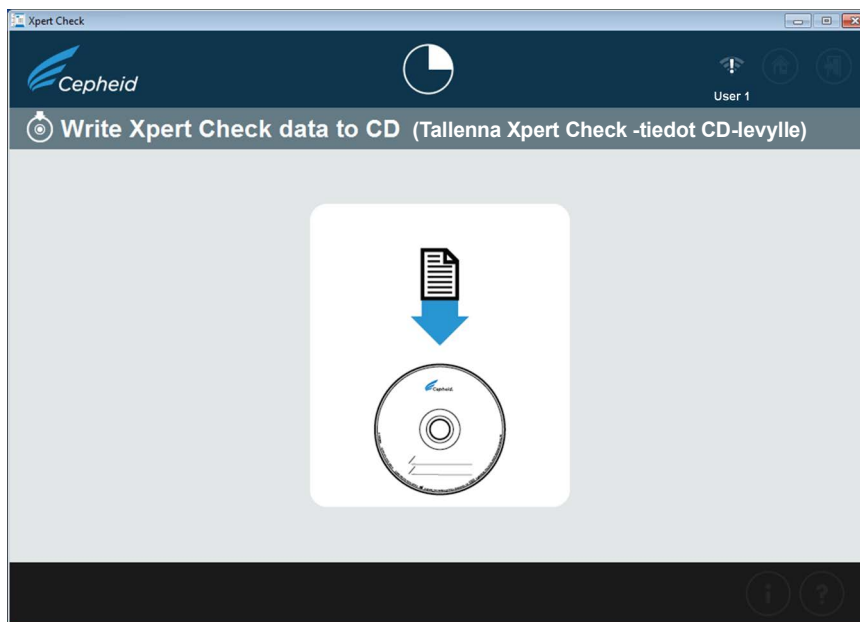 Xpert Check
Cepheid
User 1
Write Xpert Check data to CD (Tallenna Xpert Check -tiedot CD-levylle)
Cepheid.
i ?